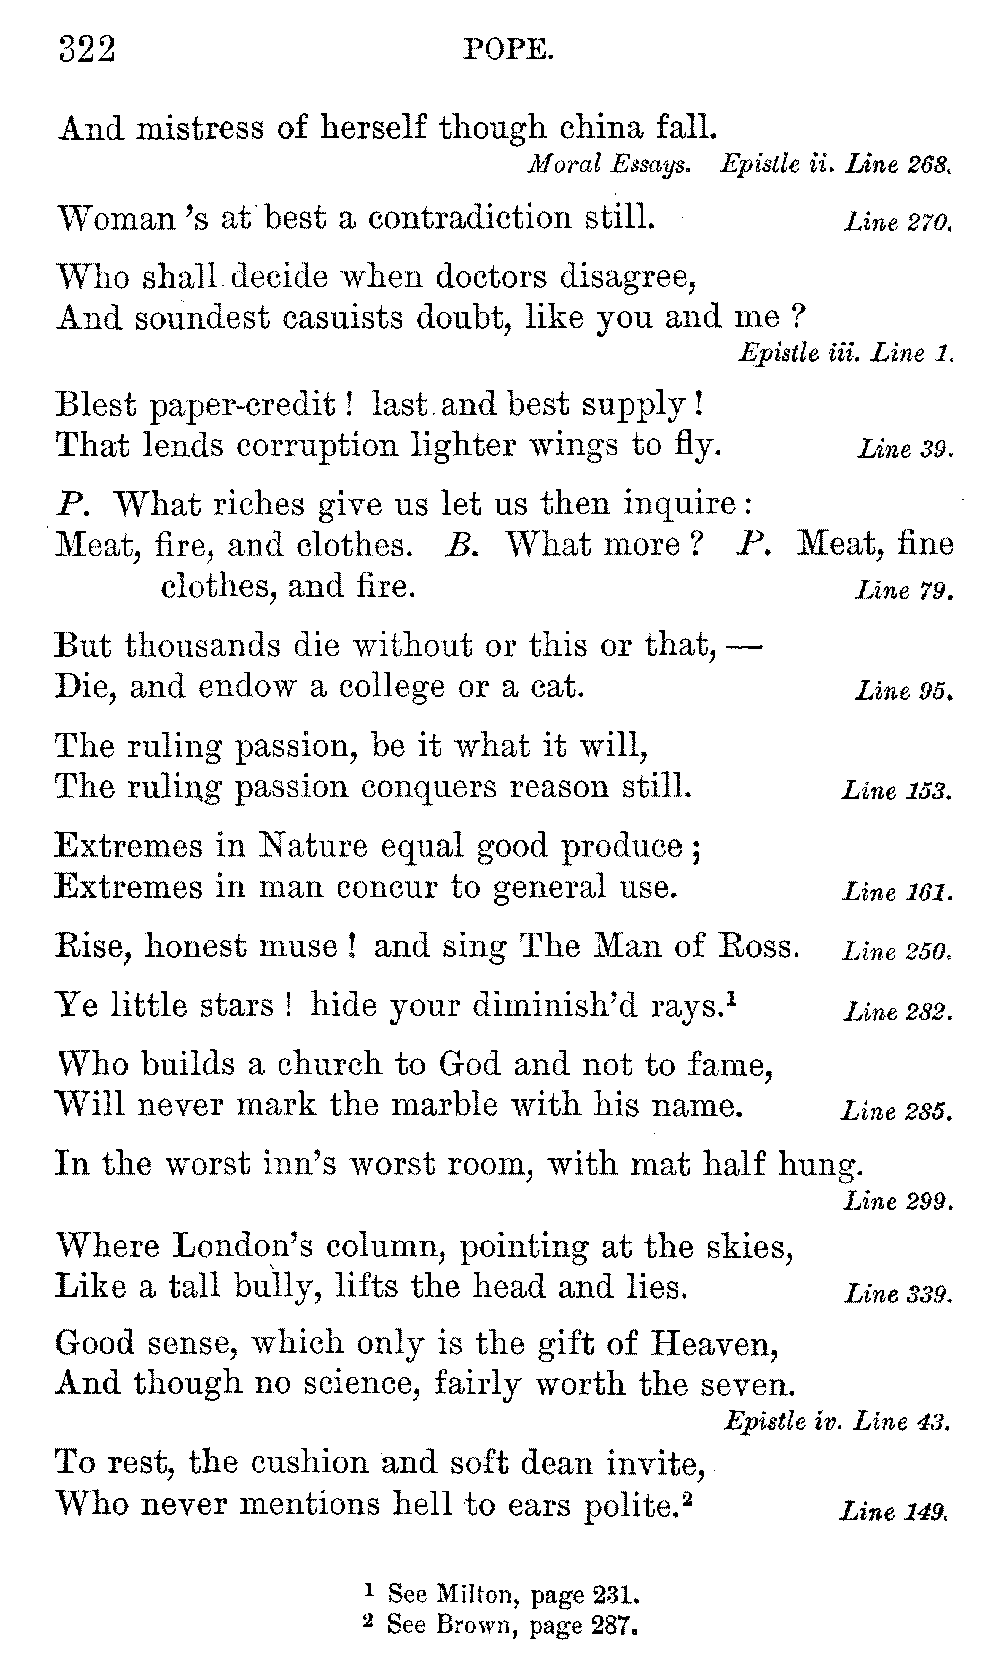 322 POPE.
And mistress of herself though china fall.
Moral Essays. Epistle ii. Line 268.
Woman 's at best a contradiction still. Line 270.
Who shall decide when doctors disagree,
And soundest casuists doubt, like you and me ?
Epistle iii. Line 1.
Blest paper-credit ! last and best supply !
That lends corruption lighter wings to fly. Line 39.
P. What riches give us let us then inquire :
Meat, fire, and clothes. B. What more ? P. Meat, fine
clothes, and fire. Line 79.
But thousands die without or this or that, —
Die, and endow a college or a cat. Line 95.
The ruling passion, be it what it will,
The ruling passion conquers reason still. Line 153.
Extremes in Nature equal good produce ;
Extremes in man concur to general use. Line 161.
Rise, honest muse ! and sing The Man of Ross. Line 250.
Ye little stars ! hide your diminish'd rays.¹ Line 282.
Who builds a church to God and not to fame,
Will never mark the marble with his name. Line 285.
In the worst inn's worst room, with mat half hung.
Line 299.
Where London's column, pointing at the skies,
Like a tall bully, lifts the head and lies. Line 339.
Good sense, which only is the gift of Heaven,
And though no science, fairly worth the seven.
Epistle iv. Line 43.
To rest, the cushion and soft dean invite,
Who never mentions hell to ears polite.² Line 149.
¹ See Milton, page 231.
² See Brown, page 287.